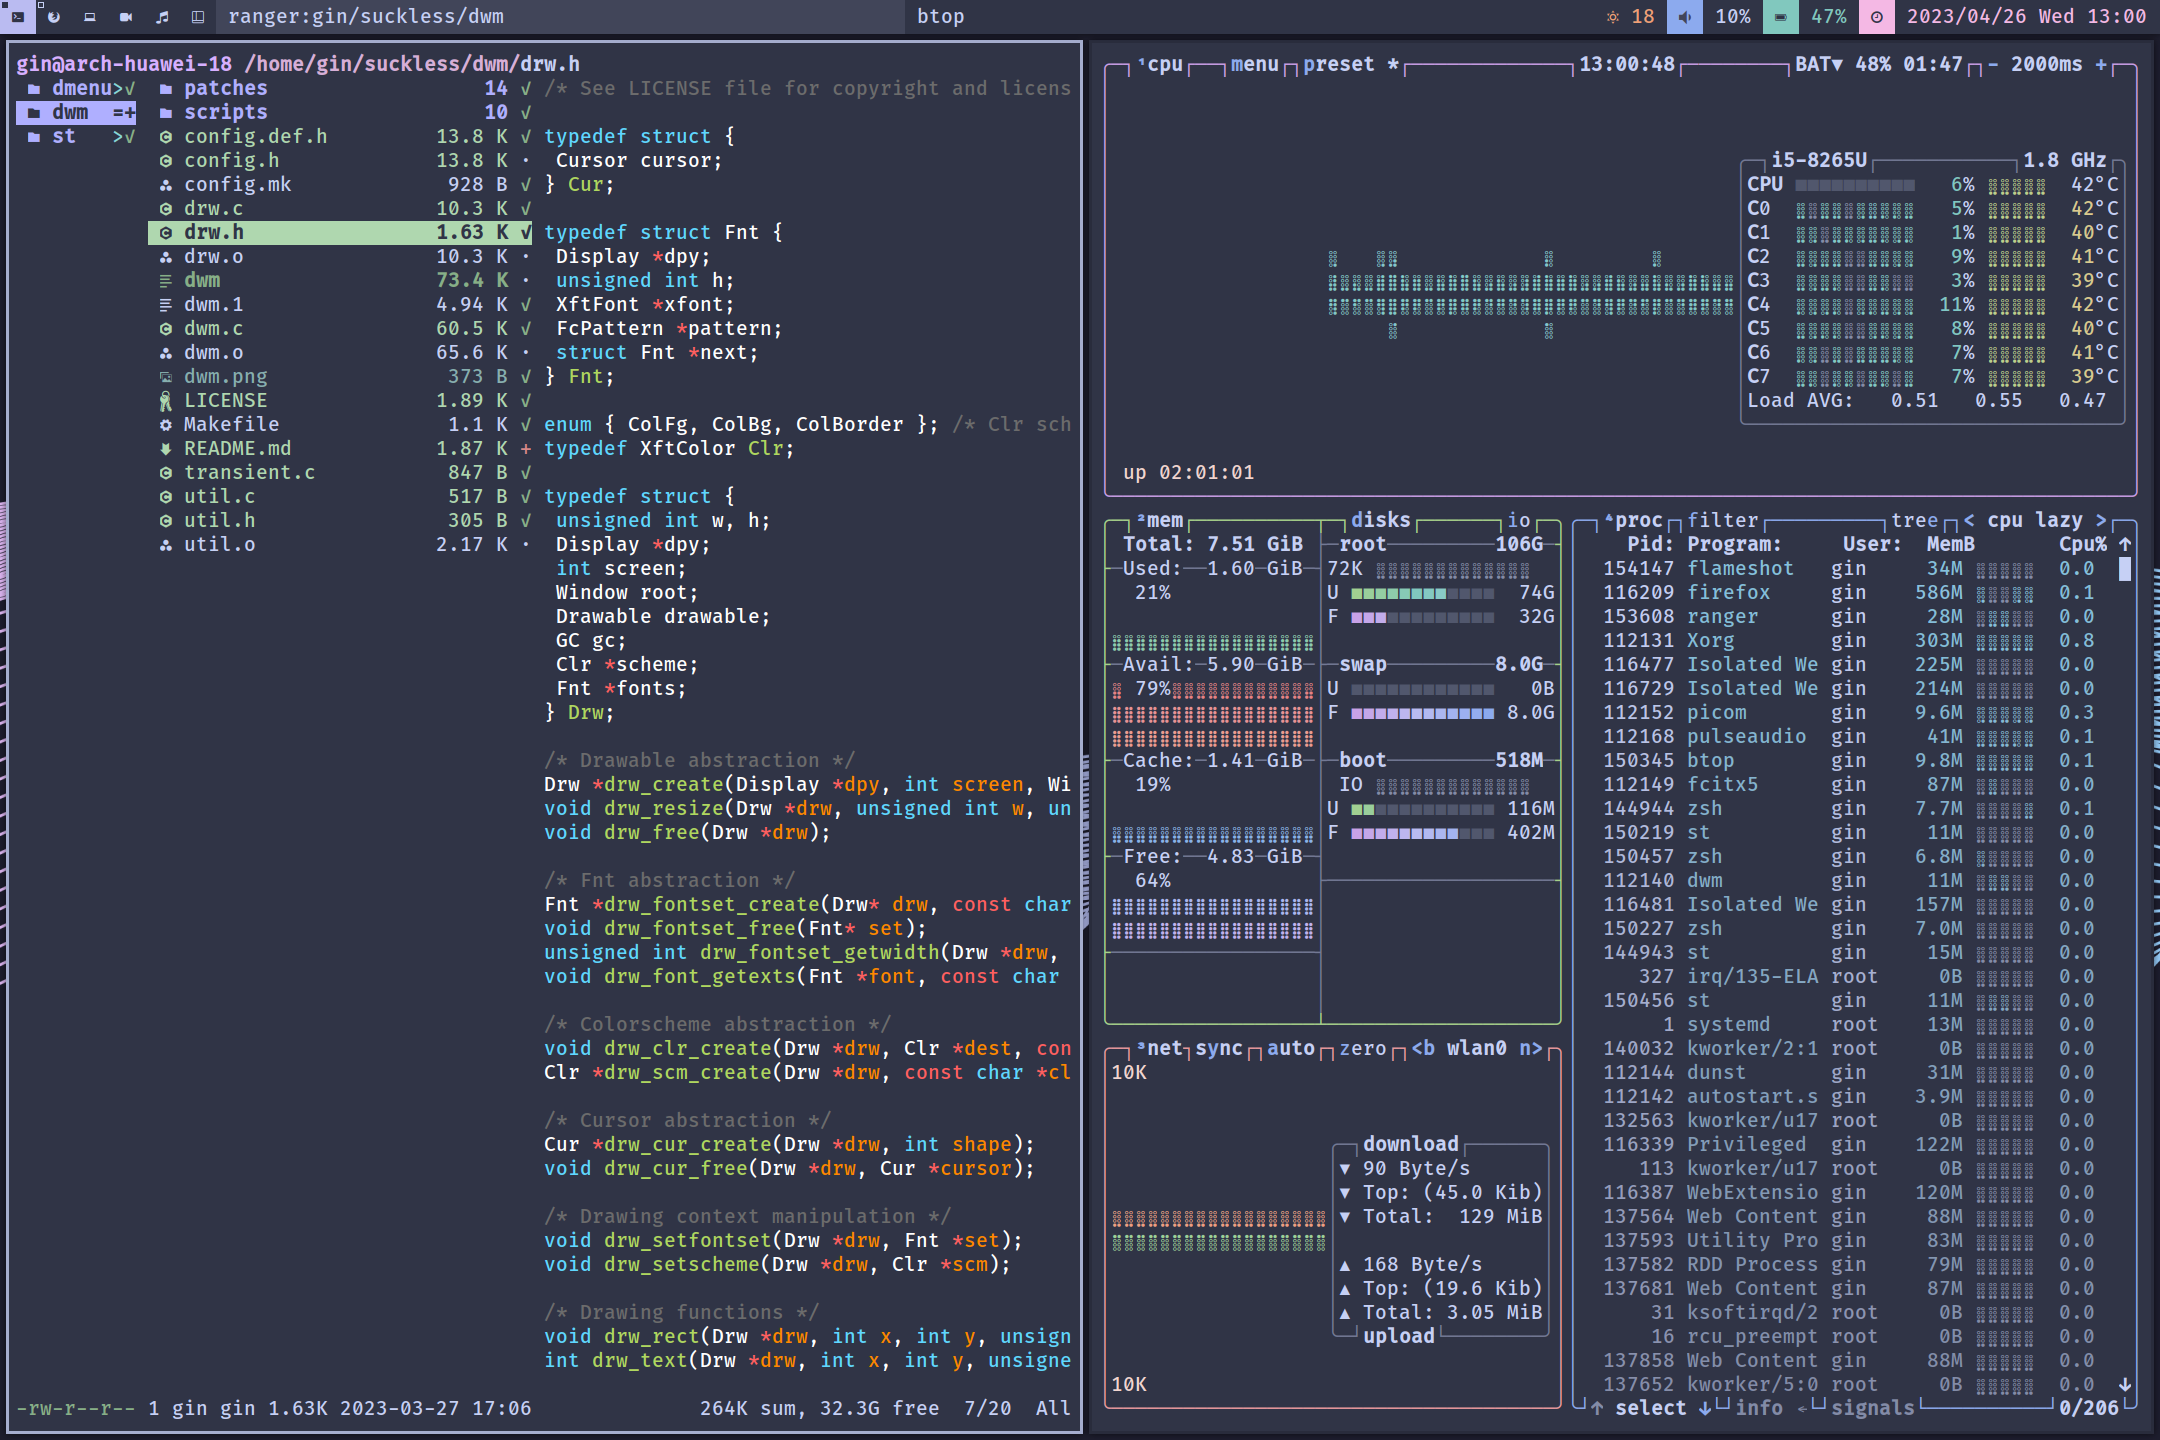 ranger:gin/suckless/dwm
btop
18 10% 47% 2023/04/26 Wed 13:00
gin@arch-huawei-18 /home/gin/suckless/dwm/drw.h
dmenu>√
dwm =+
st >√
patches 14 √
scripts 10 √
config.def.h 13.8 K √
config.h 13.8 K ·
config.mk 928 B √
drw.c 10.3 K √
drw.h 1.63 K √
drw.o 10.3 K ·
dwm 73.4 K ·
dwm.1 4.94 K √
dwm.c 60.5 K √
dwm.o 65.6 K ·
dwm.png 373 B √
LICENSE 1.89 K √
Makefile 1.1 K √
README.md 1.87 K +
transient.c 847 B √
util.c 517 B √
util.h 305 B √
util.o 2.17 K ·
/* See LICENSE file for copyright and licens
typedef struct {
Cursor cursor;
} Cur;
typedef struct Fnt {
Display *dpy;
unsigned int h;
XftFont *xfont;
FcPattern *pattern;
struct Fnt *next;
} Fnt;
enum { ColFg, ColBg, ColBorder }; /* Clr sch
typedef XftColor Clr;
typedef struct {
unsigned int w, h;
Display *dpy;
int screen;
Window root;
Drawable drawable;
GC gc;
Clr *scheme;
Fnt *fonts;
} Drw;
/* Drawable abstraction */
Drw *drw_create(Display *dpy, int screen, Wi
void drw_resize(Drw *drw, unsigned int w, un
void drw_free(Drw *drw);
/* Fnt abstraction */
Fnt *drw_fontset_create(Drw* drw, const char
void drw_fontset_free(Fnt* set);
unsigned int drw_fontset_getwidth(Drw *drw,
void drw_font_getexts(Fnt *font, const char
/* Colorscheme abstraction */
void drw_clr_create(Drw *drw, Clr *dest, con
Clr *drw_scm_create(Drw *drw, const char *cl
/* Cursor abstraction */
Cur *drw_cur_create(Drw *drw, int shape);
void drw_cur_free(Drw *drw, Cur *cursor);
/* Drawing context manipulation */
void drw_setfontset(Drw *drw, Fnt *set);
void drw_setscheme(Drw *drw, Clr *scm);
/* Drawing functions */
void drw_rect(Drw *drw, int x, int y, unsign
int drw_text(Drw *drw, int x, int y, unsigne
-rw-r--r-- 1 gin gin 1.63K 2023-03-27 17:06 264K sum, 32.3G free 7/20 All
¹cpu menu preset * 13:00:48 BAT▼ 48% 01:47 - 2000ms +
i5-8265U 1.8 GHz
CPU 6% 42°C
C0 5% 42°C
C1 1% 40°C
C2 9% 41°C
C3 3% 39°C
C4 11% 42°C
C5 8% 40°C
C6 7% 41°C
C7 7% 39°C
Load AVG: 0.51 0.55 0.47
up 02:01:01
²mem
Total: 7.51 GiB
Used: 1.60 GiB
21%
Avail: 5.90 GiB
79%
Cache: 1.41 GiB
19%
Free: 4.83 GiB
64%
disks io
root 106G
72K
U 74G
F 32G
swap 8.0G
U 0B
F 8.0G
boot 518M
IO
U 116M
F 402M
³net sync auto zero <b wlan0 n>
10K
download
▼ 90 Byte/s
▼ Top: (45.0 Kib)
▼ Total: 129 MiB
▲ 168 Byte/s
▲ Top: (19.6 Kib)
▲ Total: 3.05 MiB
upload
10K
⁴proc filter tree < cpu lazy >
Pid: Program: User: MemB Cpu% ↑
154147 flameshot gin 34M 0.0
116209 firefox gin 586M 0.1
153608 ranger gin 28M 0.0
112131 Xorg gin 303M 0.8
116477 Isolated We gin 225M 0.0
116729 Isolated We gin 214M 0.0
112152 picom gin 9.6M 0.3
112168 pulseaudio gin 41M 0.1
150345 btop gin 9.8M 0.1
112149 fcitx5 gin 87M 0.0
144944 zsh gin 7.7M 0.1
150219 st gin 11M 0.0
150457 zsh gin 6.8M 0.0
112140 dwm gin 11M 0.0
116481 Isolated We gin 157M 0.0
150227 zsh gin 7.0M 0.0
144943 st gin 15M 0.0
327 irq/135-ELA root 0B 0.0
150456 st gin 11M 0.0
1 systemd root 13M 0.0
140032 kworker/2:1 root 0B 0.0
112144 dunst gin 31M 0.0
112142 autostart.s gin 3.9M 0.0
132563 kworker/u17 root 0B 0.0
116339 Privileged gin 122M 0.0
113 kworker/u17 root 0B 0.0
116387 WebExtensio gin 120M 0.0
137564 Web Content gin 88M 0.0
137593 Utility Pro gin 83M 0.0
137582 RDD Process gin 79M 0.0
137681 Web Content gin 87M 0.0
31 ksoftirqd/2 root 0B 0.0
16 rcu_preempt root 0B 0.0
137858 Web Content gin 88M 0.0
137652 kworker/5:0 root 0B 0.0 ↓
↑ select ↓ info ← signals 0/206